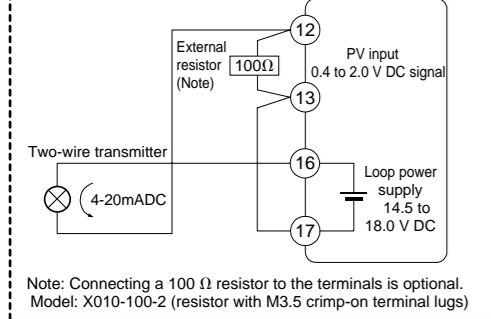 12
External
resistor
(Note)
100Ω
PV input
0.4 to 2.0 V DC signal
13
Two-wire transmitter
16
Loop power
supply
14.5 to
18.0 V DC
4-20mADC
17
Note: Connecting a 100 Ω resistor to the terminals is optional.
Model: X010-100-2 (resistor with M3.5 crimp-on terminal lugs)